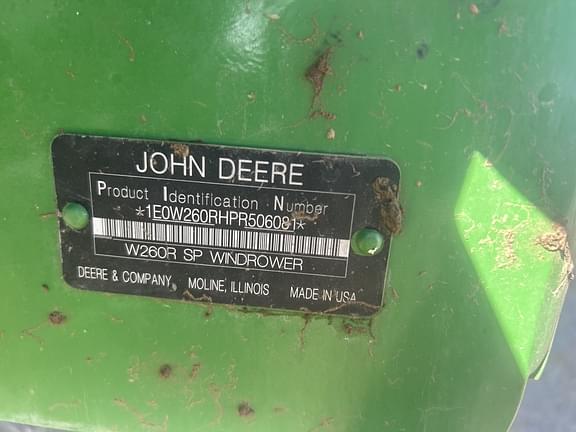 JOHN DEERE
Product Identification Number
*1E0W260RHPR506081*
W260R SP WINDROWER
DEERE & COMPANY MOLINE, ILLINOIS MADE IN USA